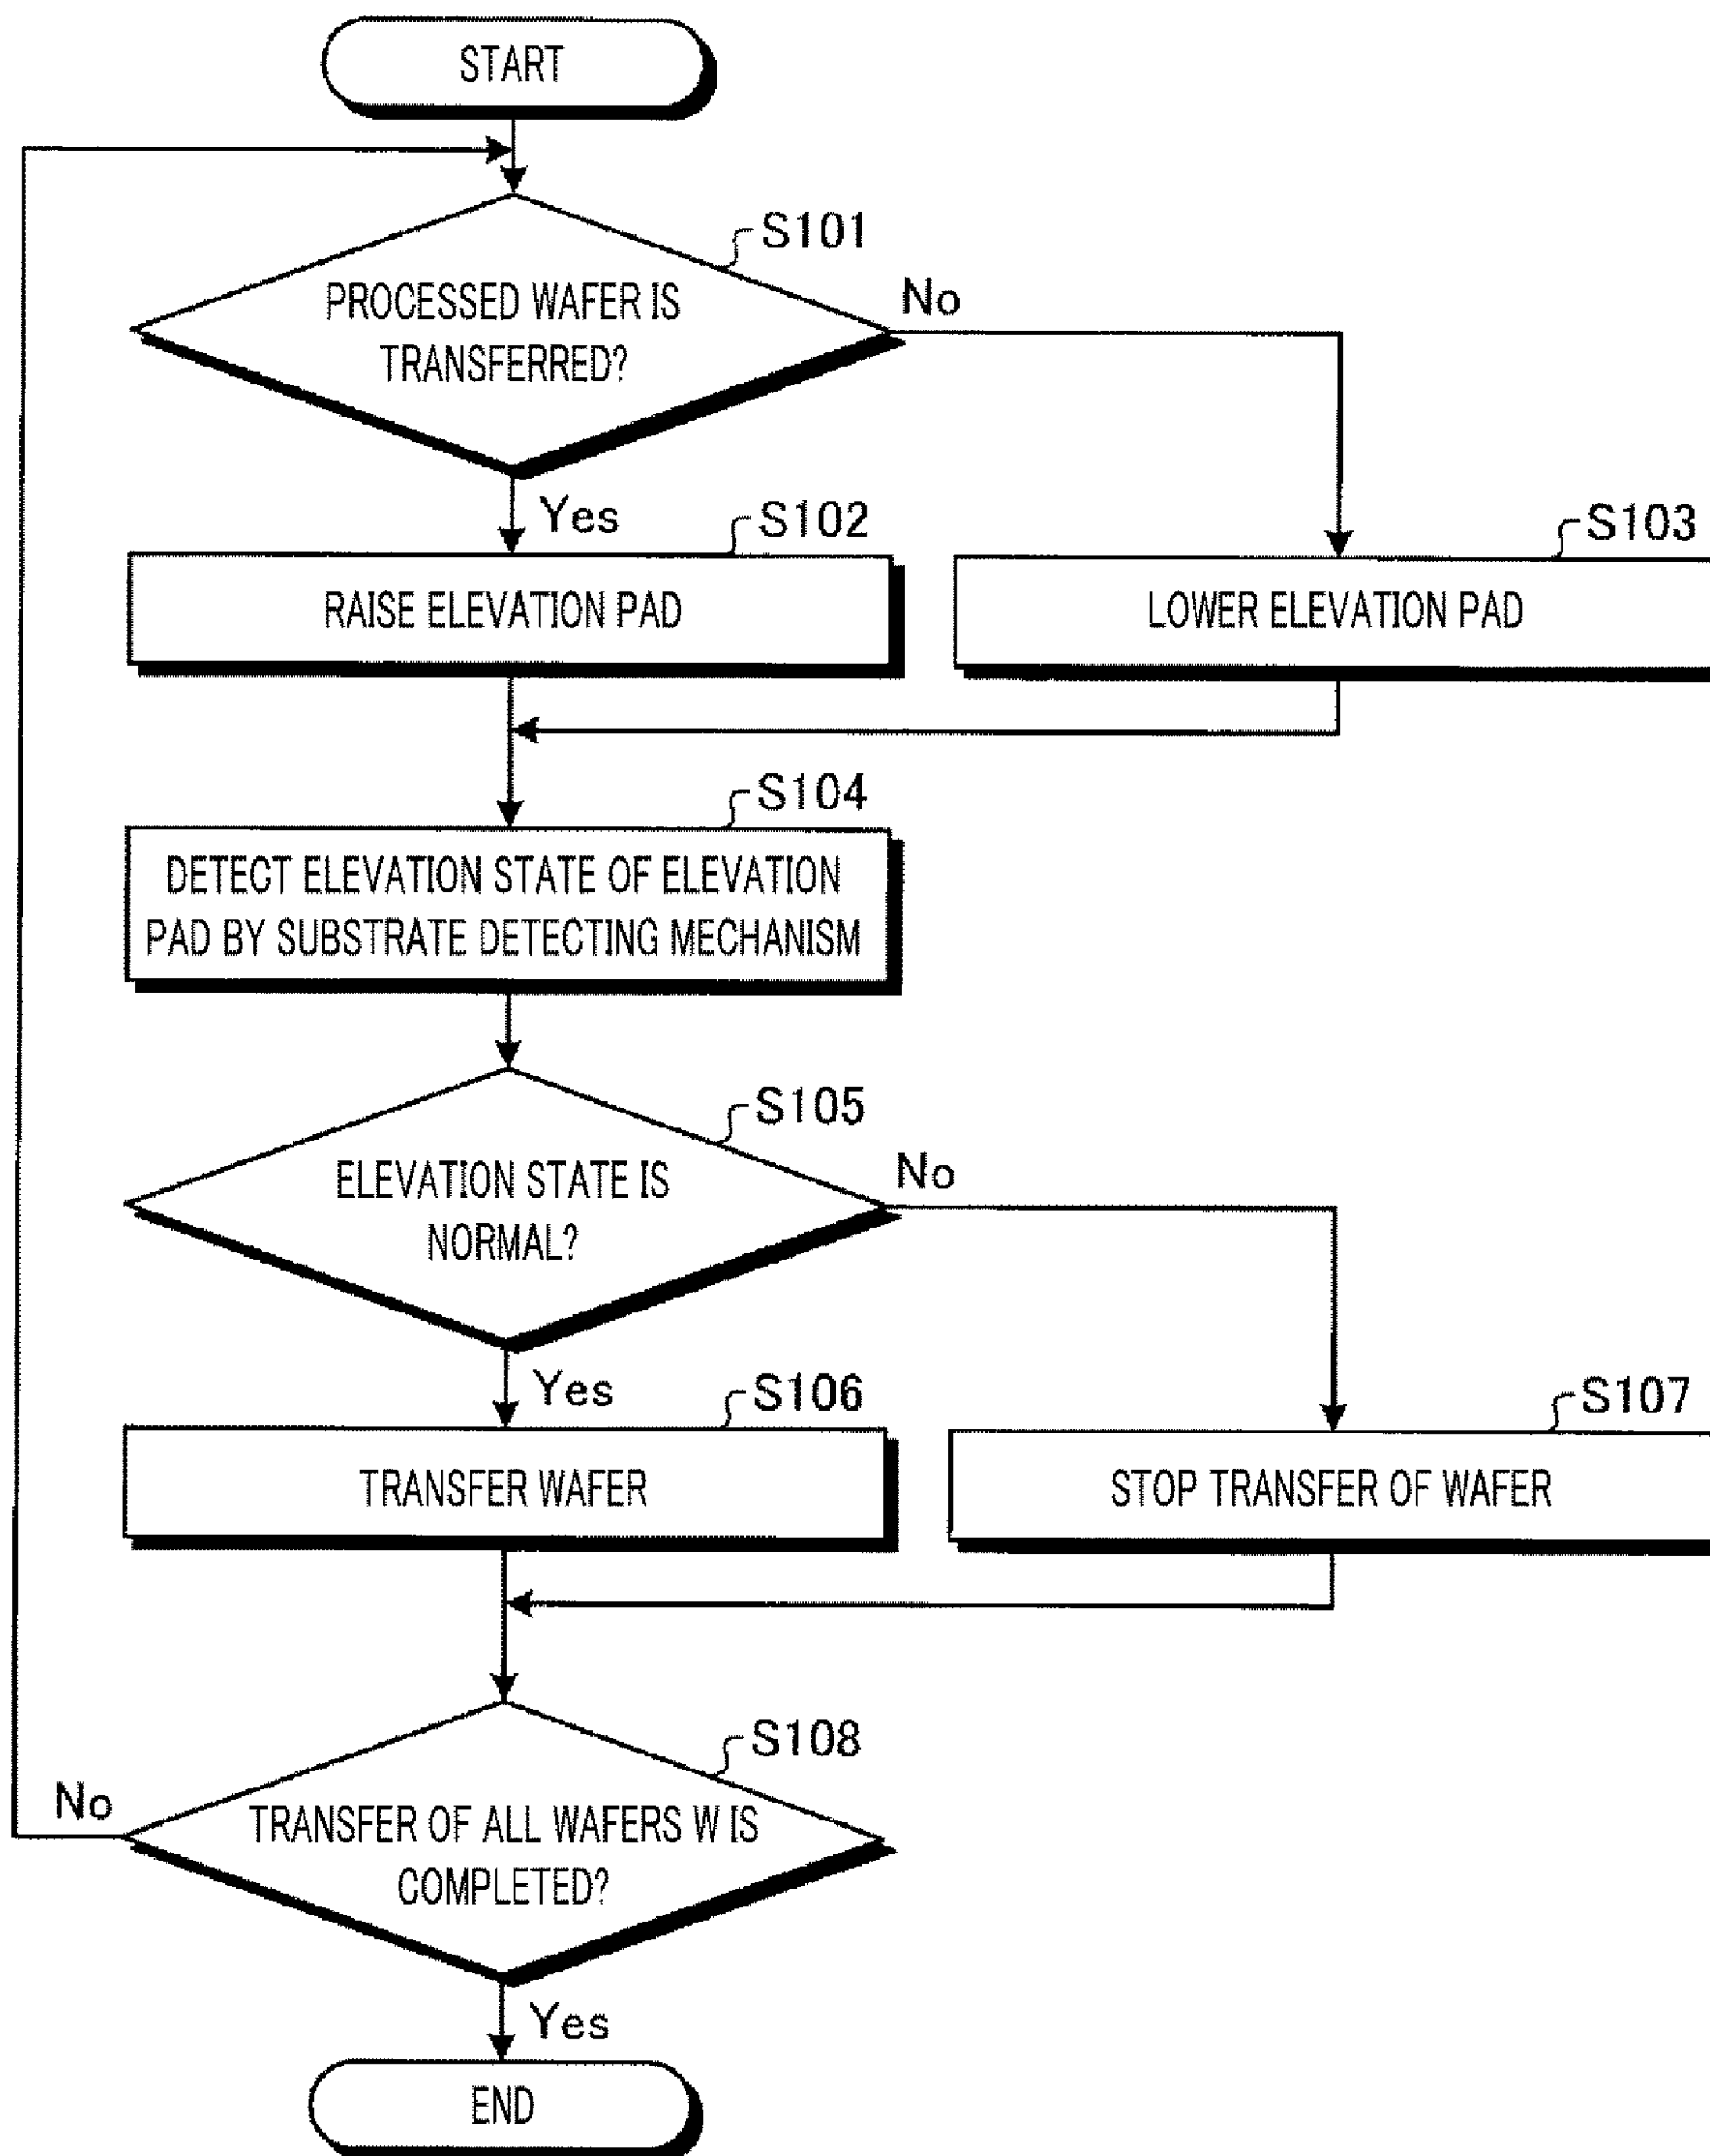 START
S101
PROCESSED WAFER IS
TRANSFERRED?
No
Yes
S102
S103
RAISE ELEVATION PAD
LOWER ELEVATION PAD
S104
DETECT ELEVATION STATE OF ELEVATION
PAD BY SUBSTRATE DETECTING MECHANISM
S105
ELEVATION STATE IS
NORMAL?
No
Yes
S106
S107
TRANSFER WAFER
STOP TRANSFER OF WAFER
S108
No
TRANSFER OF ALL WAFERS W IS
COMPLETED?
Yes
END